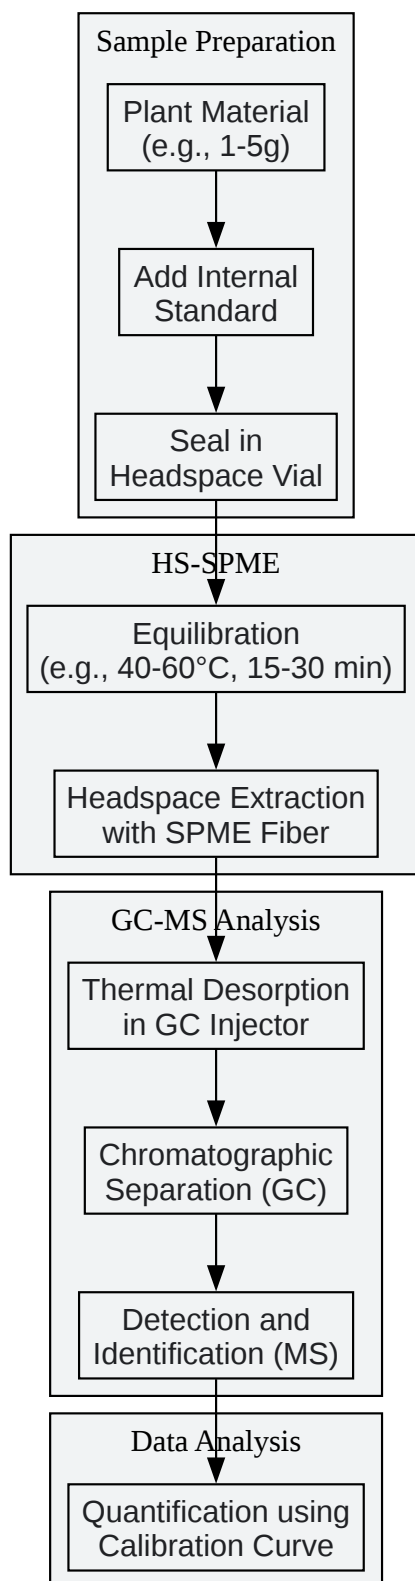 Sample Preparation
Plant Material
(e.g., 1-5g)
Add Internal
Standard
Seal in
Headspace Vial
HS-SPME
Equilibration
(e.g., 40-60°C, 15-30 min)
Headspace Extraction
with SPME Fiber
GC-MS Analysis
Thermal Desorption
in GC Injector
Chromatographic
Separation (GC)
Detection and
Identification (MS)
Data Analysis
Quantification using
Calibration Curve